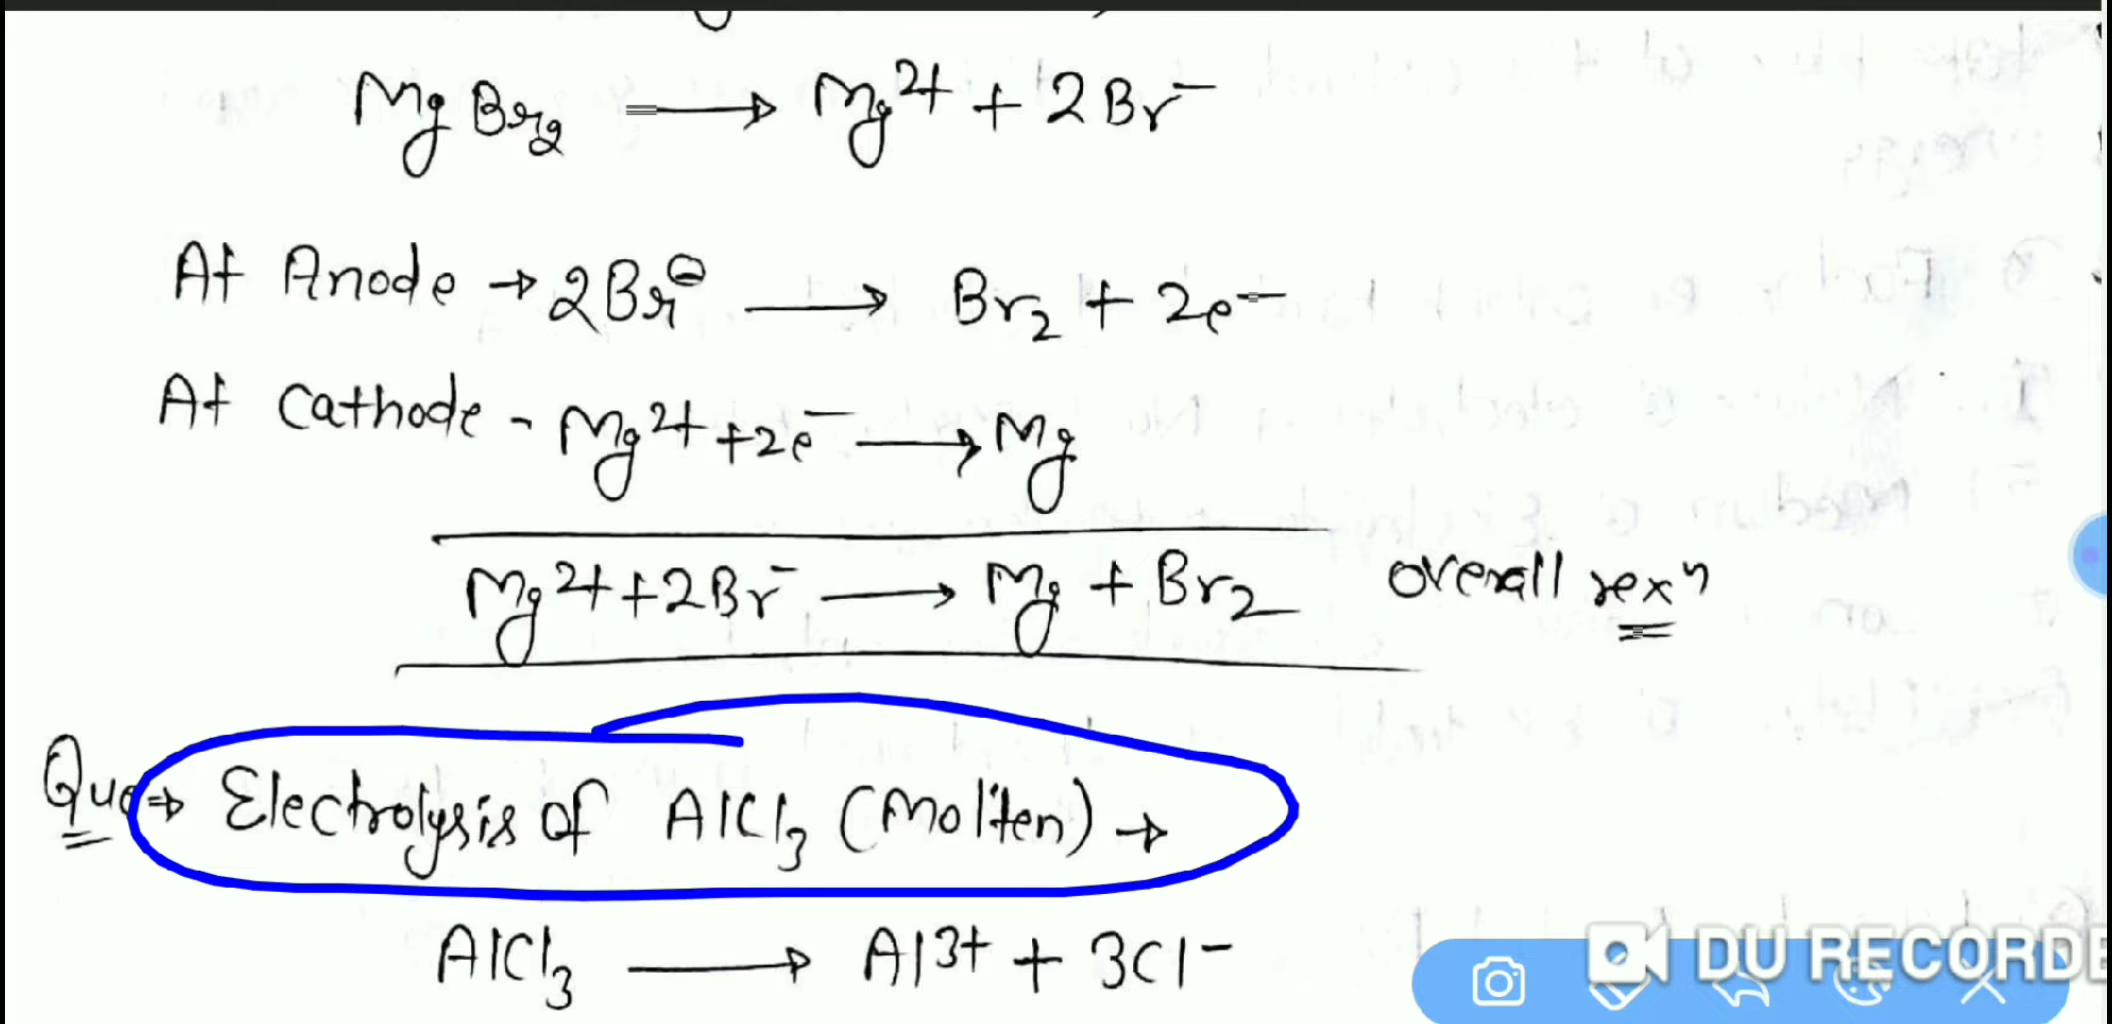 MgBr₂ → Mg²⁺ + 2Br⁻
At Anode → 2Br⊖ → Br₂ + 2e⁻
At Cathode - Mg²⁺ + 2e⁻ → Mg
Mg²⁺ + 2Br⁻ → Mg + Br₂ overall rexⁿ
Que ⇒ Electrolysis of AlCl₃ (Molten) →
AlCl₃ → Al³⁺ + 3Cl⁻
DU RECORDE